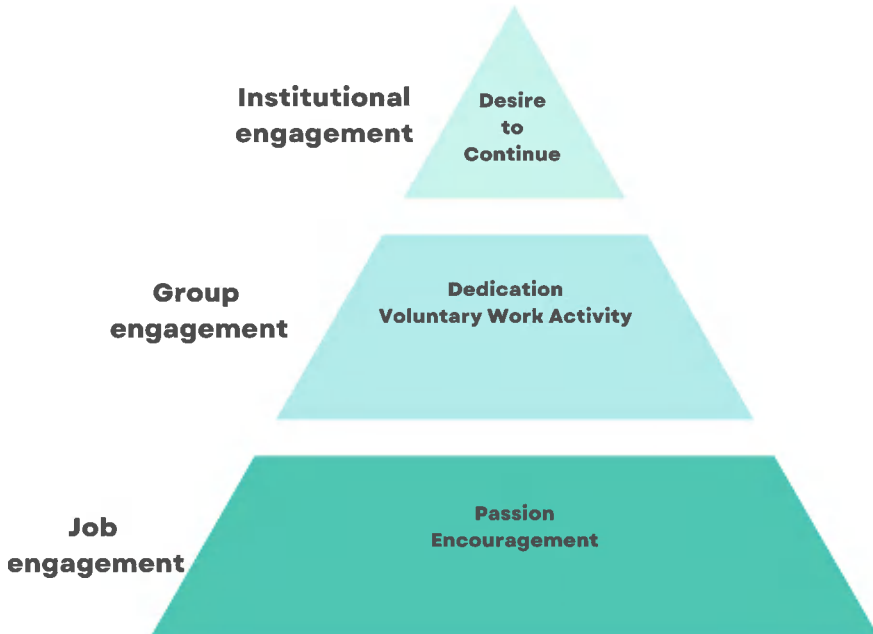 Institutional
engagement
Desire
to
Continue
Group
engagement
Dedication
Voluntary Work Activity
Job
engagement
Passion
Encouragement